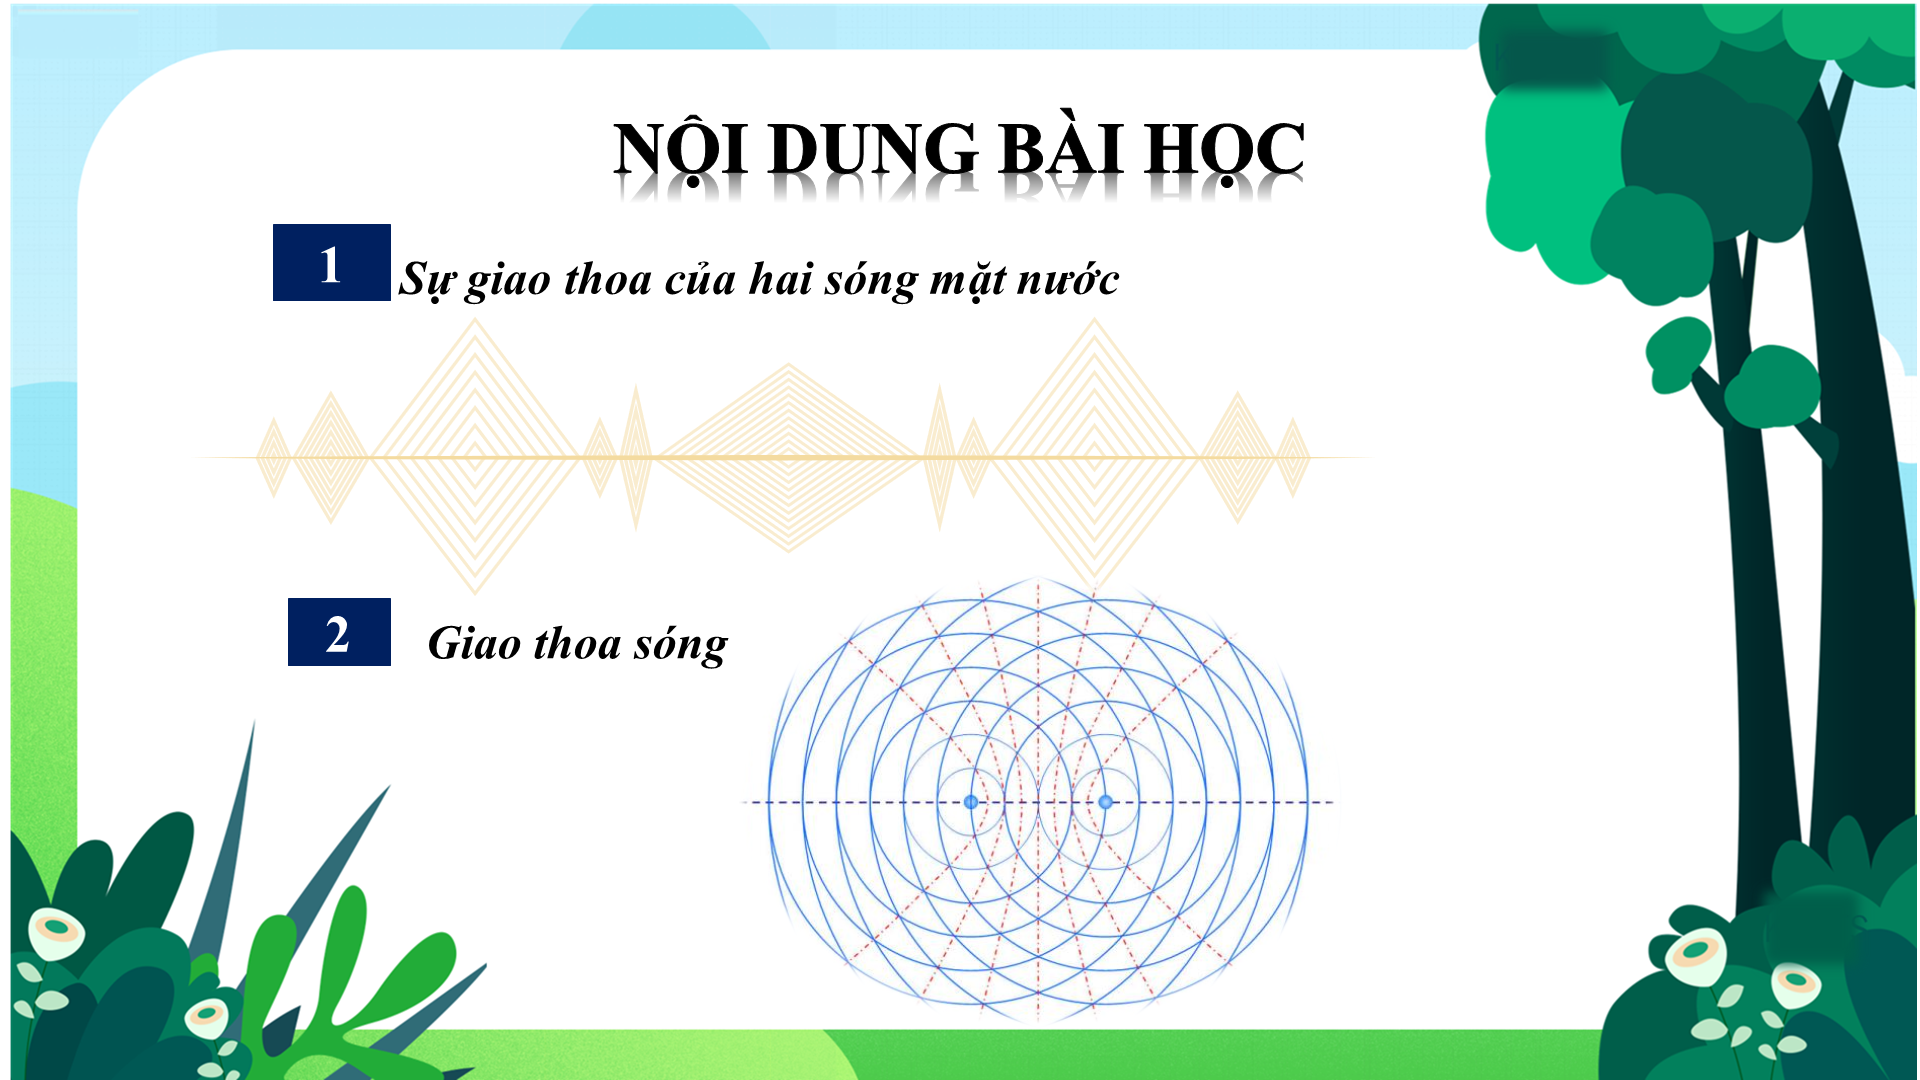 NỘI DUNG BÀI HỌC
1
Sự giao thoa của hai sóng mặt nước
2
Giao thoa sóng